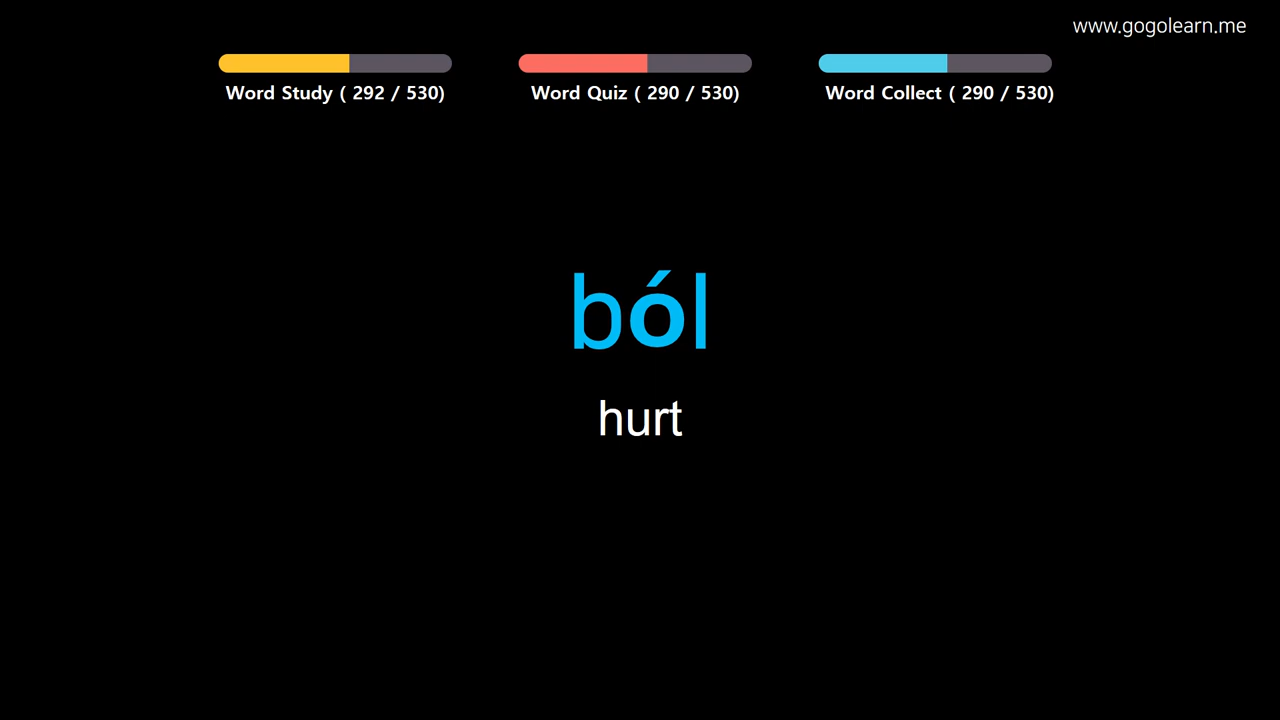 www.gogolearn.me
Word Study ( 292 / 530)
Word Quiz ( 290 / 530)
Word Collect ( 290 / 530)
ból
hurt